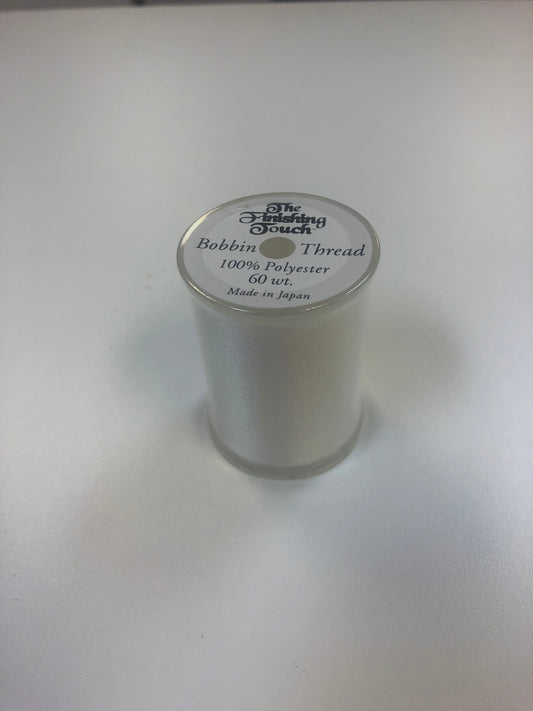 The
Finishing
Touch
Bobbin Thread
100% Polyester
60 wt.
Made in Japan